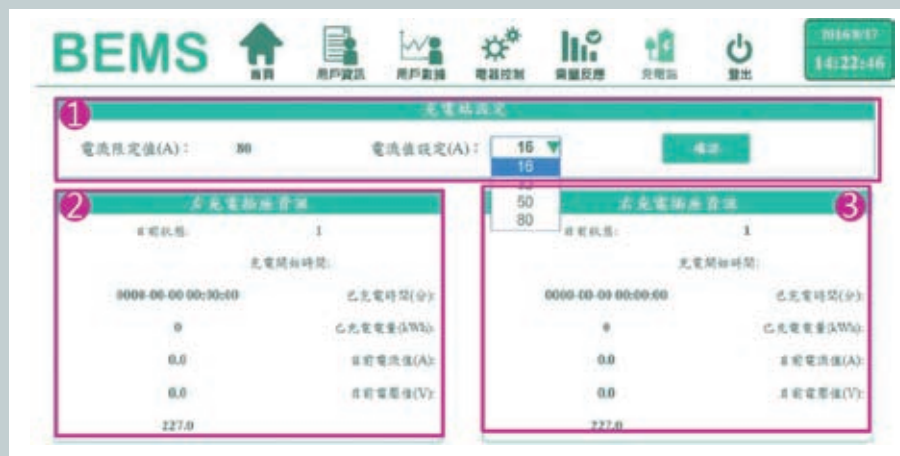 BEMS
首頁 用戶資訊 用戶數據 電器控制 需量反應 充電站 登出
2016/8/17
14:22:46
1
充電站設定
電流限定值(A)： 80 電流值設定(A)： 16
確認
16
50
80
2
右充電插座資訊
目前狀態: 1
充電開始時間:
0000-00-00 00:00:00 已充電時間(分):
0 已充電電量(kWh):
0.0 目前電流值(A):
0.0 目前電壓值(V):
227.0
3
右充電插座資訊
目前狀態: 1
充電開始時間:
0000-00-00 00:00:00 已充電時間(分):
0 已充電電量(kWh):
0.0 目前電流值(A):
0.0 目前電壓值(V):
227.0